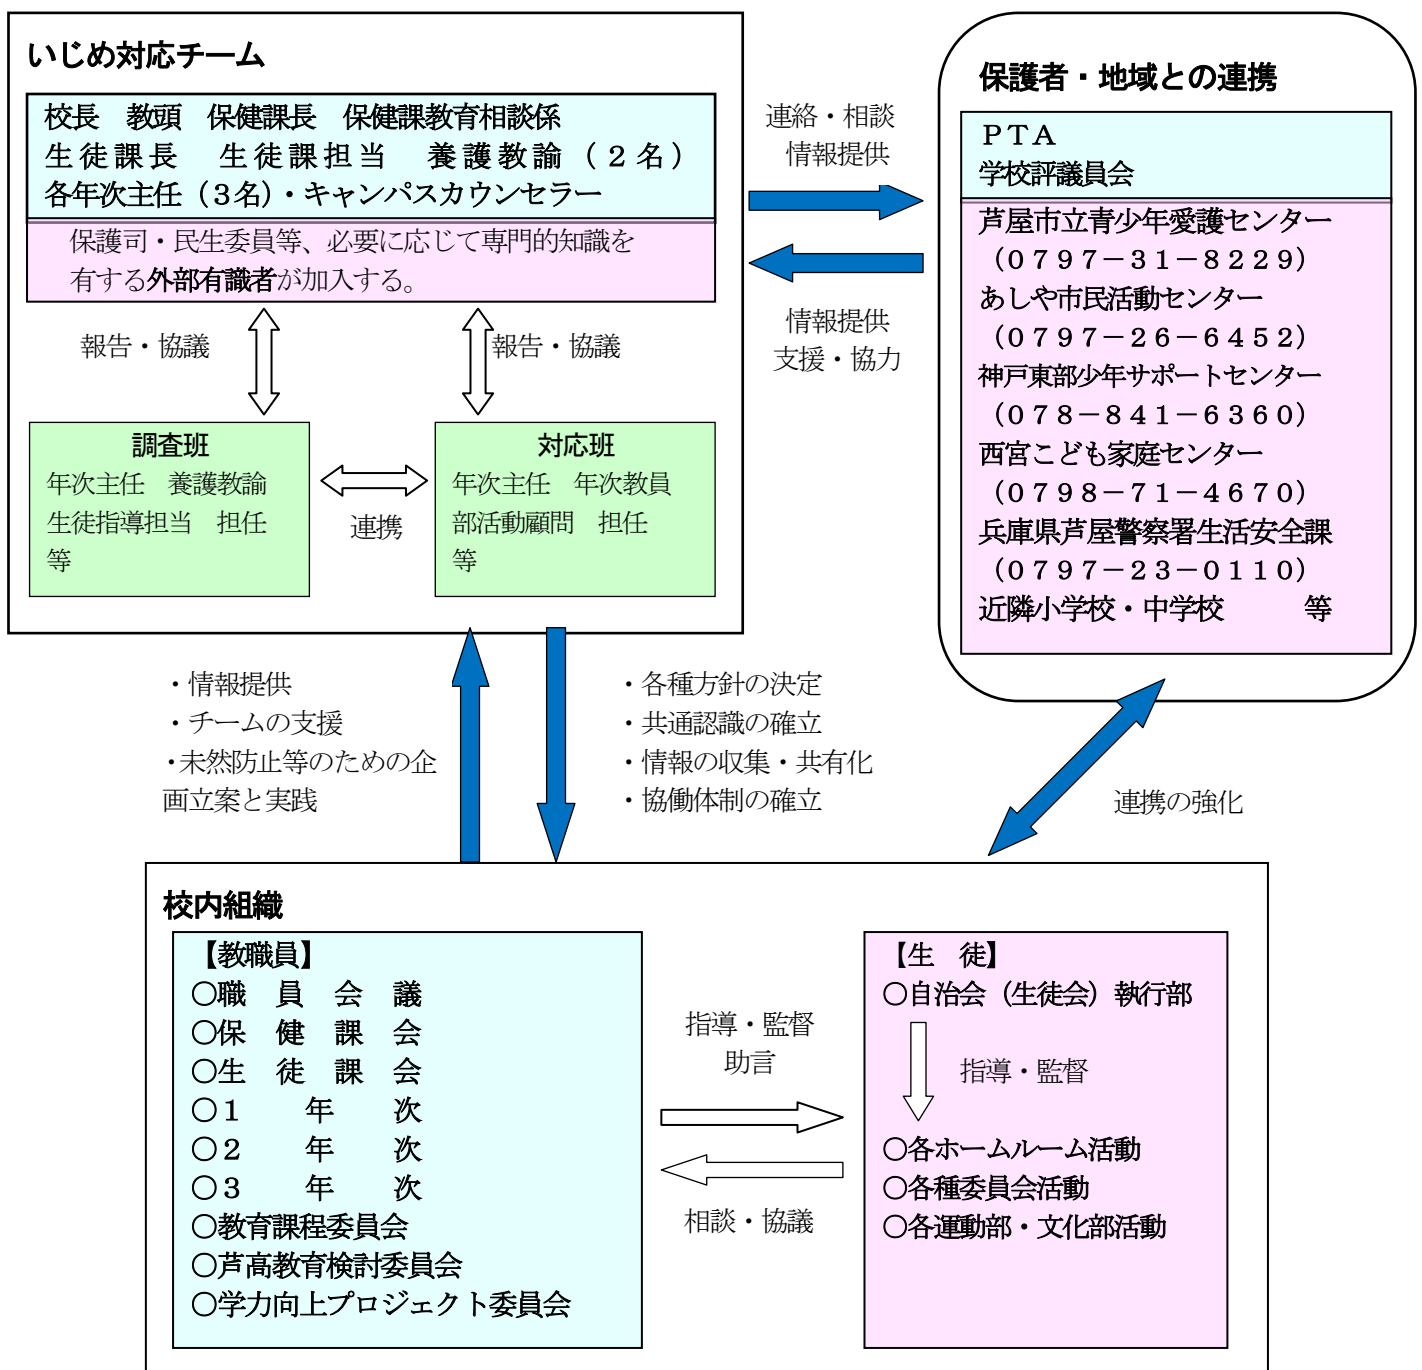 いじめ対応チーム
校長　教頭　保健課長　保健課教育相談係
生徒課長　生徒課担当　養護教諭（２名）
各年次主任（３名）・キャンパスカウンセラー
保護司・民生委員等、必要に応じて専門的知識を
有する外部有識者が加入する。
報告・協議
報告・協議
調査班
年次主任　養護教諭
生徒指導担当　担任
等
連携
対応班
年次主任　年次教員
部活動顧問　担任
等
連絡・相談
情報提供
情報提供
支援・協力
保護者・地域との連携
ＰＴＡ
学校評議員会
芦屋市立青少年愛護センター
（０７９７－３１－８２２９）
あしや市民活動センター
（０７９７－２６－６４５２）
神戸東部少年サポートセンター
（０７８－８４１－６３６０）
西宮こども家庭センター
（０７９８－７１－４６７０）
兵庫県芦屋警察署生活安全課
（０７９７－２３－０１１０）
近隣小学校・中学校　　　等
・情報提供
・チームの支援
・未然防止等のための企
画立案と実践
・各種方針の決定
・共通認識の確立
・情報の収集・共有化
・協働体制の確立
連携の強化
校内組織
【教職員】
○職　員　会　議
○保　健　課　会
○生　徒　課　会
○１　年　次
○２　年　次
○３　年　次
○教育課程委員会
○芦高教育検討委員会
○学力向上プロジェクト委員会
指導・監督
助言
相談・協議
【生　徒】
○自治会（生徒会）執行部
指導・監督
○各ホームルーム活動
○各種委員会活動
○各運動部・文化部活動